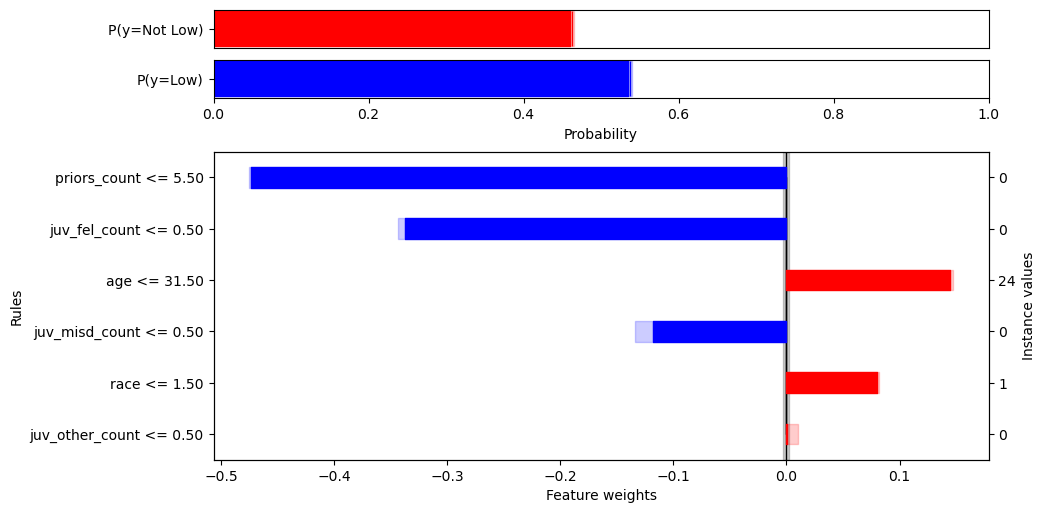 P(y=Not Low)
P(y=Low)
0.0 0.2 0.4 0.6 0.8 1.0
Probability
priors_count <= 5.50 0
juv_fel_count <= 0.50 0
age <= 31.50 24
juv_misd_count <= 0.50 0
race <= 1.50 1
juv_other_count <= 0.50 0
Rules
Instance values
−0.5 −0.4 −0.3 −0.2 −0.1 0.0 0.1
Feature weights